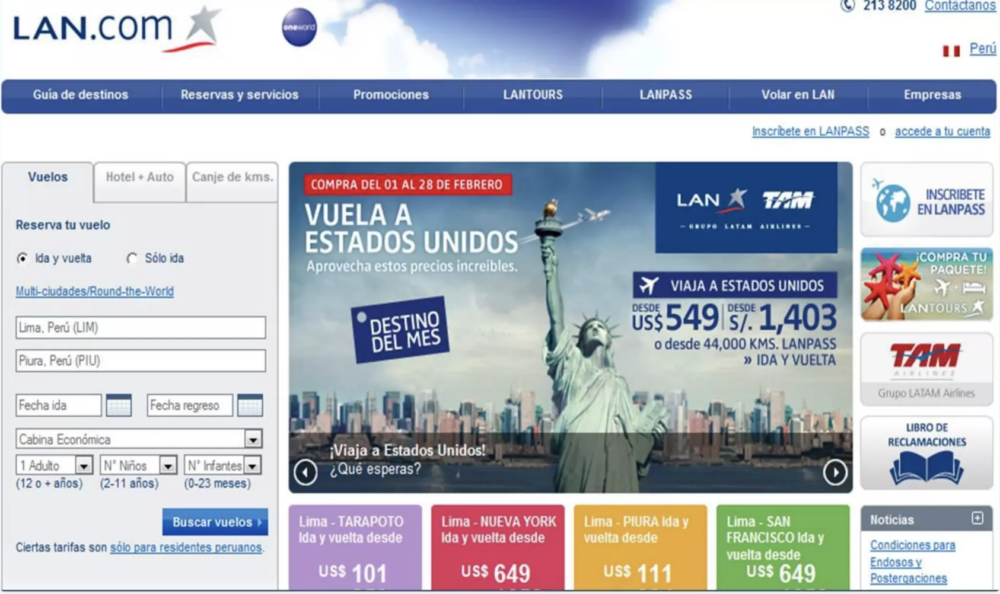 LAN.com
oneworld
213 8200 Contáctanos
Perú
Guía de destinos
Reservas y servicios
Promociones
LANTOURS
LANPASS
Volar en LAN
Empresas
Inscríbete en LANPASS o accede a tu cuenta
Vuelos
Hotel + Auto
Canje de kms.
Reserva tu vuelo
Ida y vuelta
Sólo ida
Multi-ciudades/Round-the-World
Lima, Perú (LIM)
Piura, Perú (PIU)
Fecha ida
Fecha regreso
Cabina Económica
1 Adulto
N° Niños
N° Infantes
(12 o + años)
(2-11 años)
(0-23 meses)
Buscar vuelos
Ciertas tarifas son sólo para residentes peruanos.
COMPRA DEL 01 AL 28 DE FEBRERO
VUELA A
ESTADOS UNIDOS
Aprovecha estos precios increíbles.
DESTINO
DEL MES
LAN TAM
– GRUPO LATAM AIRLINES –
VIAJA A ESTADOS UNIDOS
DESDE US$ 549 DESDE S/. 1,403
o desde 44,000 KMS. LANPASS
» IDA Y VUELTA
¡Viaja a Estados Unidos!
¿Qué esperas?
INSCRIBETE
EN LANPASS
¡COMPRA TU
PAQUETE!
LANTOURS
TAM
AIRLINES
Grupo LATAM Airlines
LIBRO DE
RECLAMACIONES
Lima - TARAPOTO
Ida y vuelta desde
US$ 101
Lima - NUEVA YORK
Ida y vuelta desde
US$ 649
Lima - PIURA Ida y
vuelta desde
US$ 111
Lima - SAN
FRANCISCO Ida y
vuelta desde
US$ 649
Noticias
Condiciones para
Endosos y
Postergaciones